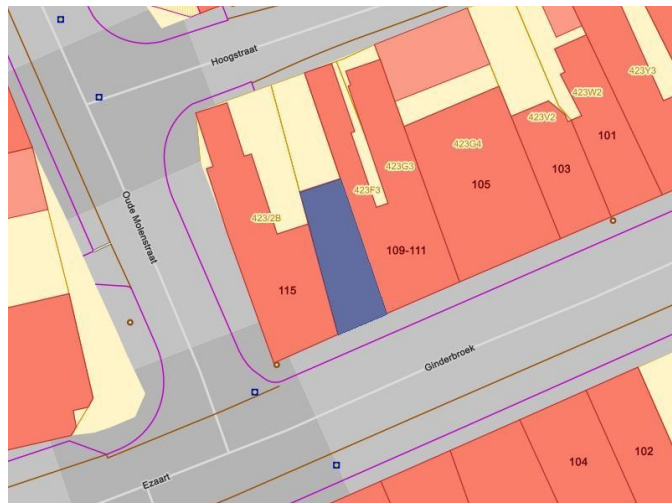 Hoogstraat
423Y3
423W2
423V2
101
423G4
103
423G3
105
423F3
Oude Molenstraat
423/2B
109-111
115
Ginderbroek
102
104
Ezaart